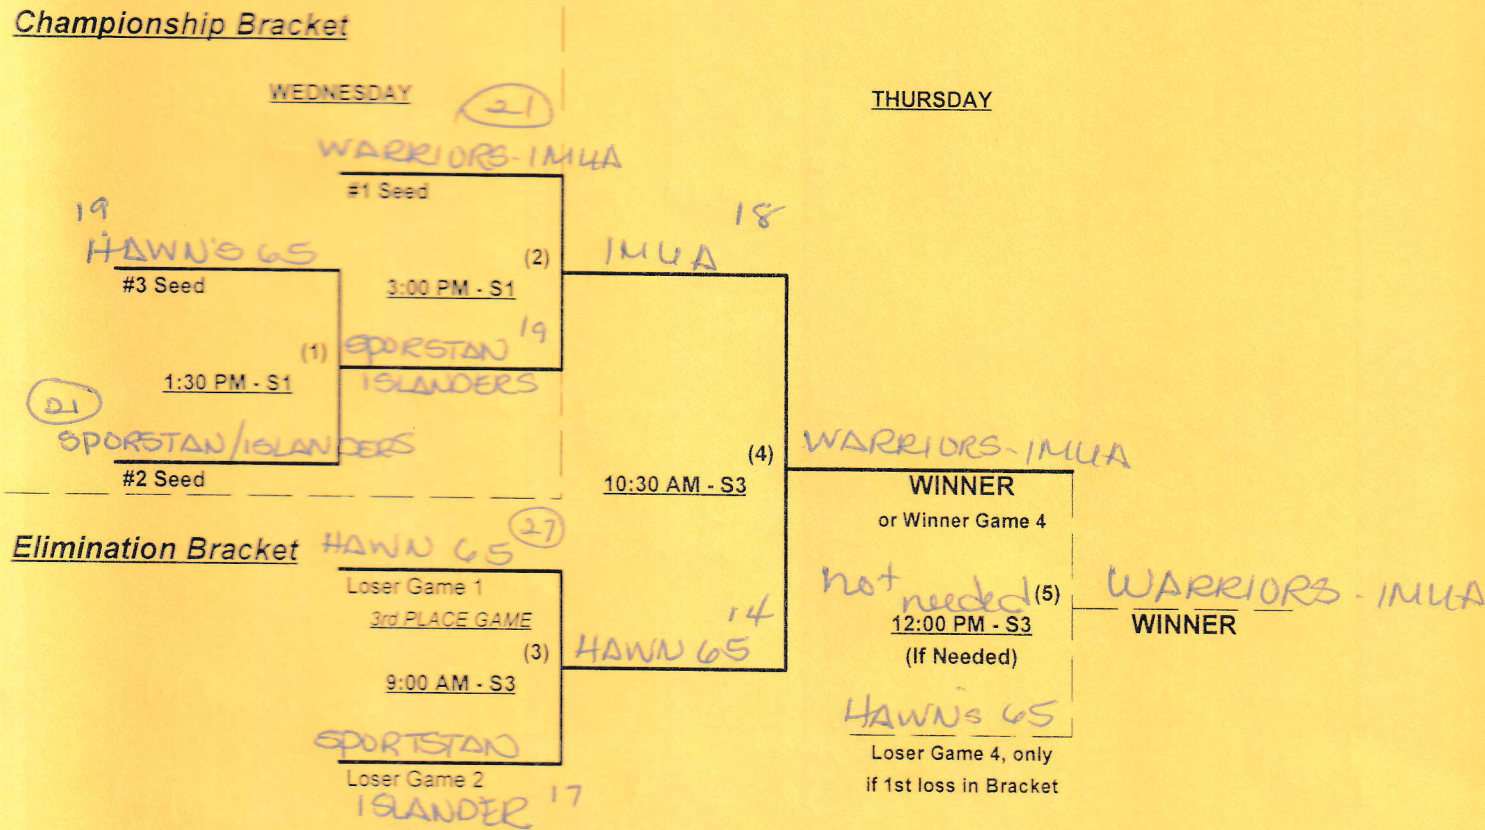 Championship Bracket
WEDNESDAY
21
THURSDAY
WARRIORS-IMUA
#1 Seed
19
HAWN'S 65
#3 Seed
(2)
3:00 PM - S1
IMUA
18
(1)
1:30 PM - S1
SPORSTAN 19
ISLANDERS
21
SPORSTAN/ISLANDERS
#2 Seed
(4)
10:30 AM - S3
WARRIORS-IMUA
WINNER
or Winner Game 4
Elimination Bracket
HAWN 65
27
Loser Game 1
3rd PLACE GAME
(3)
9:00 AM - S3
HAWN 65
14
not needed
(5)
12:00 PM - S3
(If Needed)
WARRIORS - IMUA
WINNER
HAWN's 65
Loser Game 4, only
if 1st loss in Bracket
SPORTSTAN
Loser Game 2
ISLANDER 17